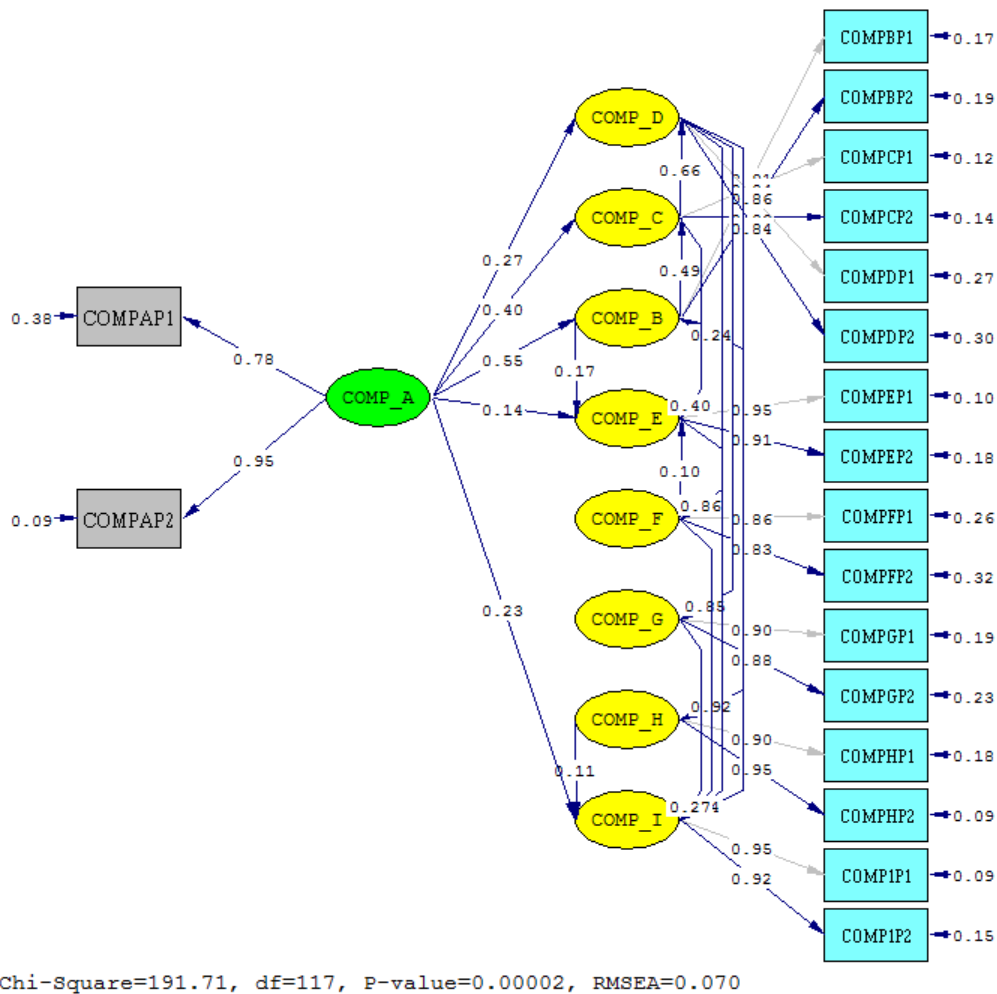 COMPBP1
0.17
COMPBP2
0.19
COMP_D
COMPCP1
0.12
0.66
0.86
COMP_C
COMPCP2
0.14
0.84
0.27
0.49
COMPDP1
0.27
COMPAP1
0.38
0.40
COMP_B
0.24
COMPDP2
0.30
0.78
0.55
0.17
COMP_A
0.14
COMP_E
0.40
0.95
COMPEP1
0.10
0.91
COMPEP2
0.18
0.95
0.10
COMPAP2
0.09
COMP_F
0.86
0.86
COMPFP1
0.26
0.83
COMPFP2
0.32
0.23
COMP_G
0.85
0.90
COMPGP1
0.19
0.88
COMPGP2
0.23
COMP_H
0.92
0.90
COMPHP1
0.18
0.11
0.95
COMPHP2
0.09
COMP_I
0.274
0.95
COMP1P1
0.09
0.92
COMP1P2
0.15
Chi-Square=191.71, df=117, P-value=0.00002, RMSEA=0.070